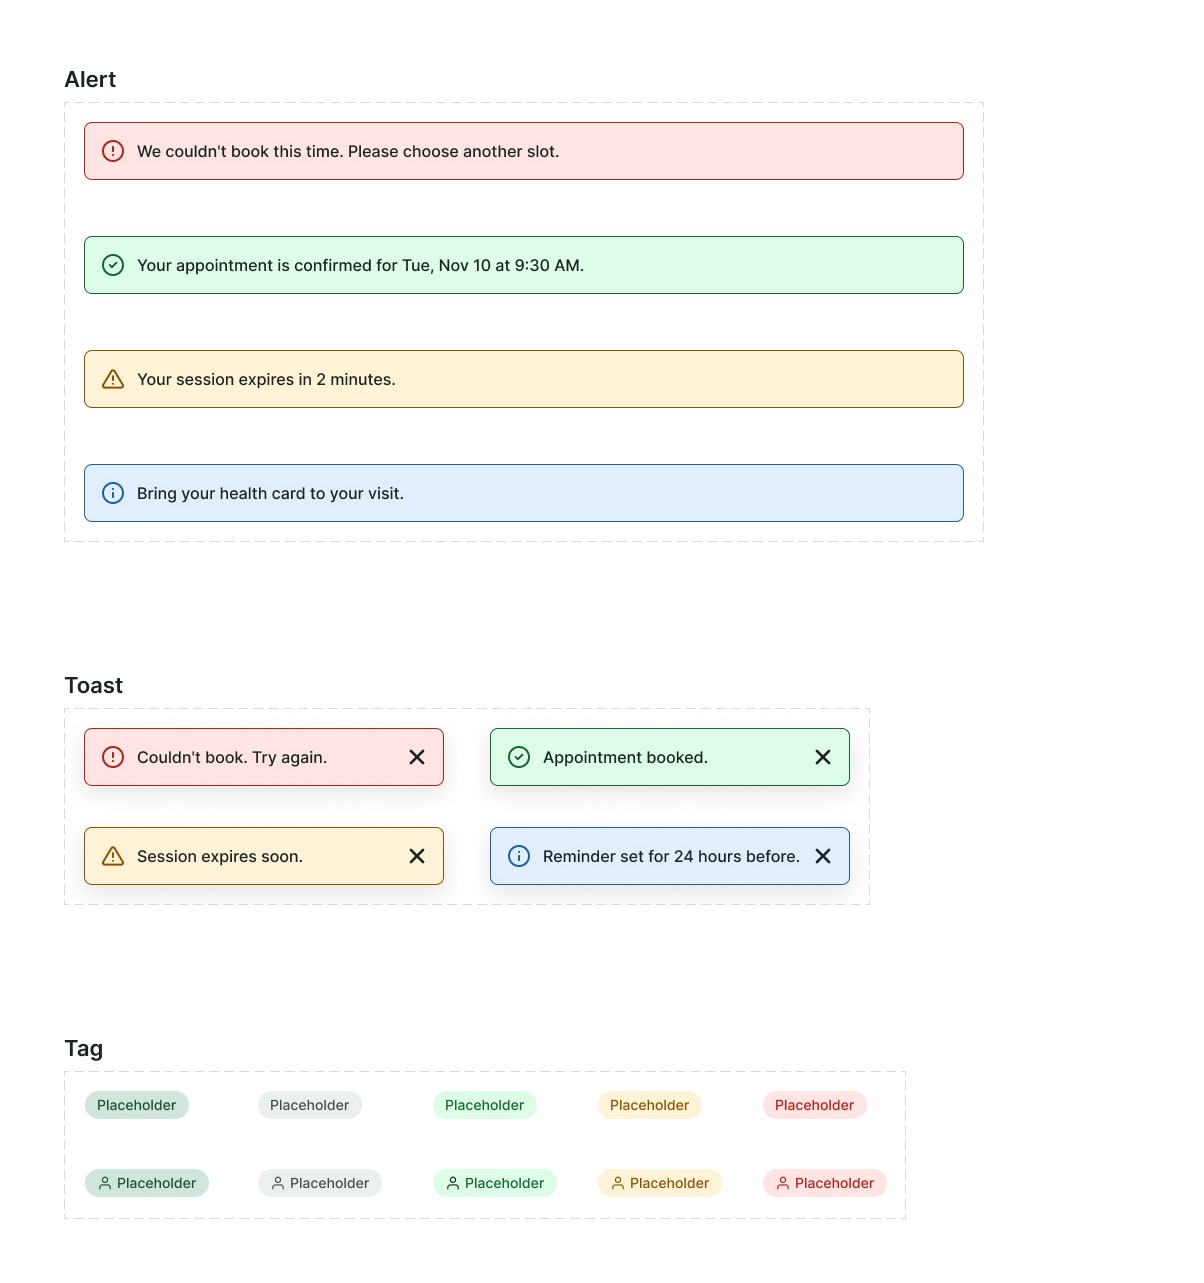 Alert
We couldn't book this time. Please choose another slot.
Your appointment is confirmed for Tue, Nov 10 at 9:30 AM.
Your session expires in 2 minutes.
Bring your health card to your visit.
Toast
Couldn't book. Try again.
Appointment booked.
Session expires soon.
Reminder set for 24 hours before.
Tag
Placeholder
Placeholder
Placeholder
Placeholder
Placeholder
Placeholder
Placeholder
Placeholder
Placeholder
Placeholder